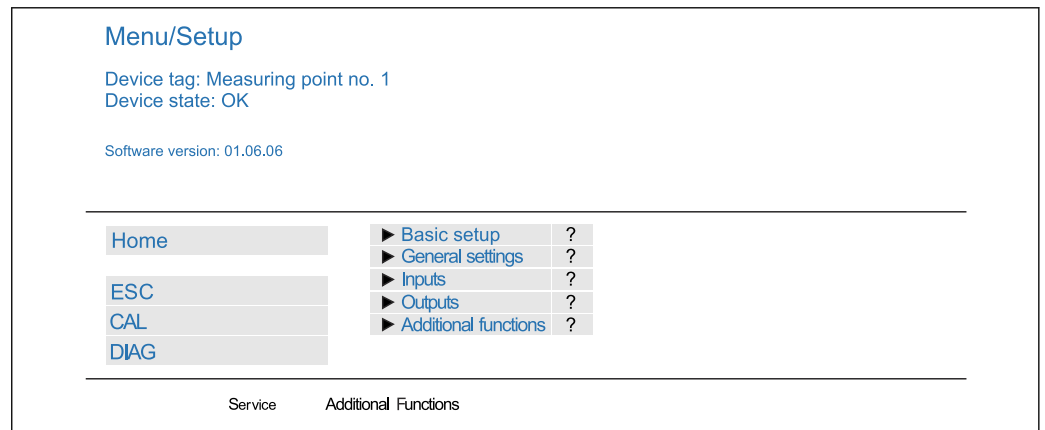 Menu/Setup
Device tag: Measuring point no. 1
Device state: OK
Software version: 01.06.06
Home
ESC
CAL
DIAG
► Basic setup ?
► General settings ?
► Inputs ?
► Outputs ?
► Additional functions ?
Service Additional Functions